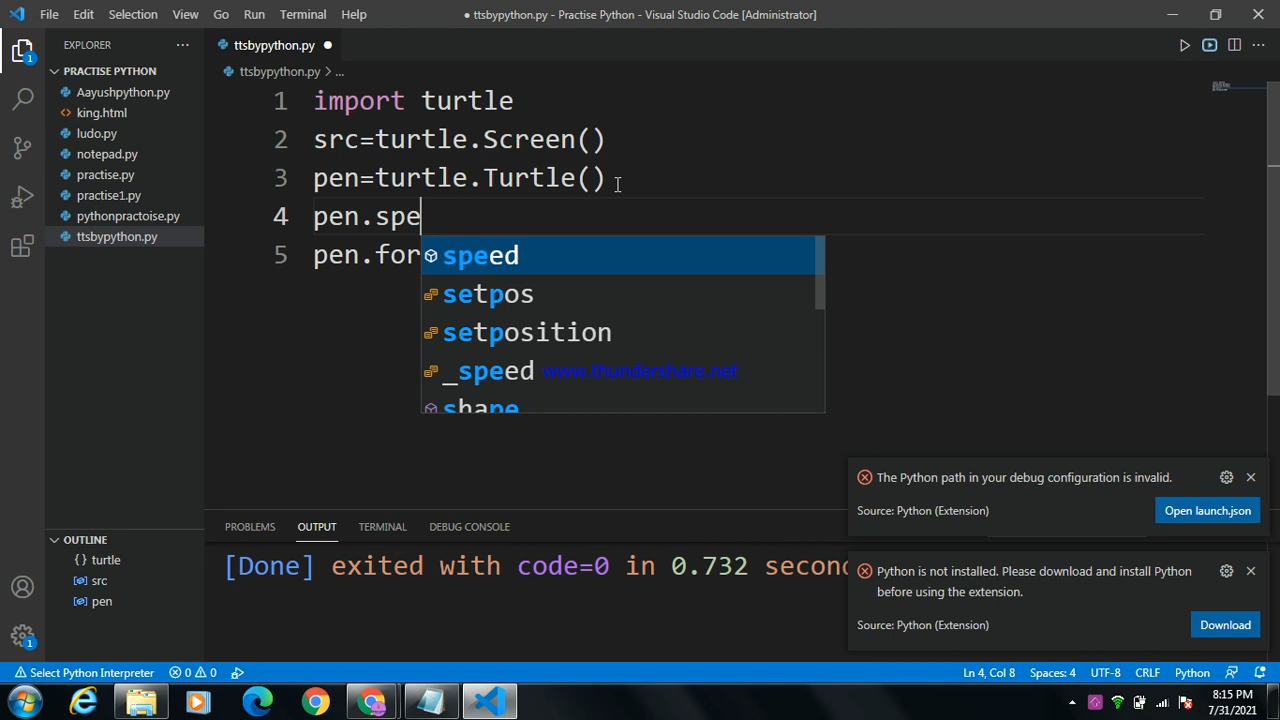 File Edit Selection View Go Run Terminal Help
● ttsbypython.py - Practise Python - Visual Studio Code [Administrator]
EXPLORER
ttsbypython.py
ttsbypython.py > ...
1
PRACTISE PYTHON
Aayushpython.py
king.html
ludo.py
notepad.py
practise.py
practise1.py
pythonpractoise.py
ttsbypython.py
1 import turtle
2 src=turtle.Screen()
3 pen=turtle.Turtle()
4 pen.spe
5 pen.for
speed
setpos
setposition
_speed www.thundershare.net
shape
OUTLINE
{} turtle
src
pen
PROBLEMS OUTPUT TERMINAL DEBUG CONSOLE
[Done] exited with code=0 in 0.732 second
The Python path in your debug configuration is invalid.
Source: Python (Extension)
Open launch.json
Python is not installed. Please download and install Python
before using the extension.
Source: Python (Extension)
Download
1
Select Python Interpreter 0 0
Ln 4, Col 8 Spaces: 4 UTF-8 CRLF Python
8:15 PM
7/31/2021